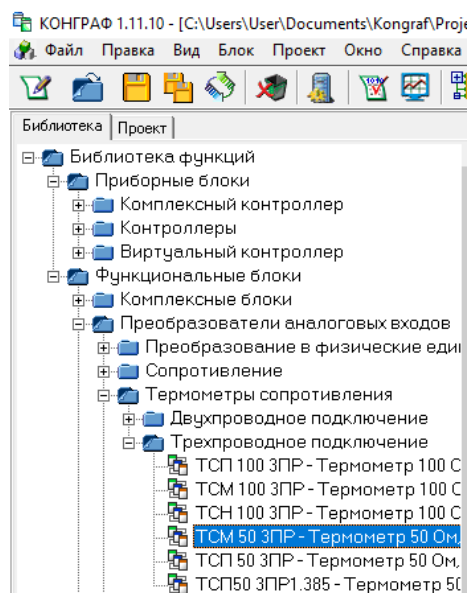 КОНГРАФ 1.11.10 - [C:\Users\User\Documents\Kongraf\Proje
Файл Правка Вид Блок Проект Окно Справка
Библиотека Проект
Библиотека функций
Приборные блоки
Комплексный контроллер
Контроллеры
Виртуальный контроллер
Функциональные блоки
Комплексные блоки
Преобразователи аналоговых входов
Преобразование в физические еди
Сопротивление
Термометры сопротивления
Двухпроводное подключение
Трехпроводное подключение
ТСП 100 3ПР - Термометр 100 О
ТСМ 100 3ПР - Термометр 100 О
ТСН 100 3ПР - Термометр 100 О
ТСМ 50 3ПР - Термометр 50 Ом,
ТСП 50 3ПР - Термометр 50 Ом,
ТСП50 3ПР1.385 - Термометр 50